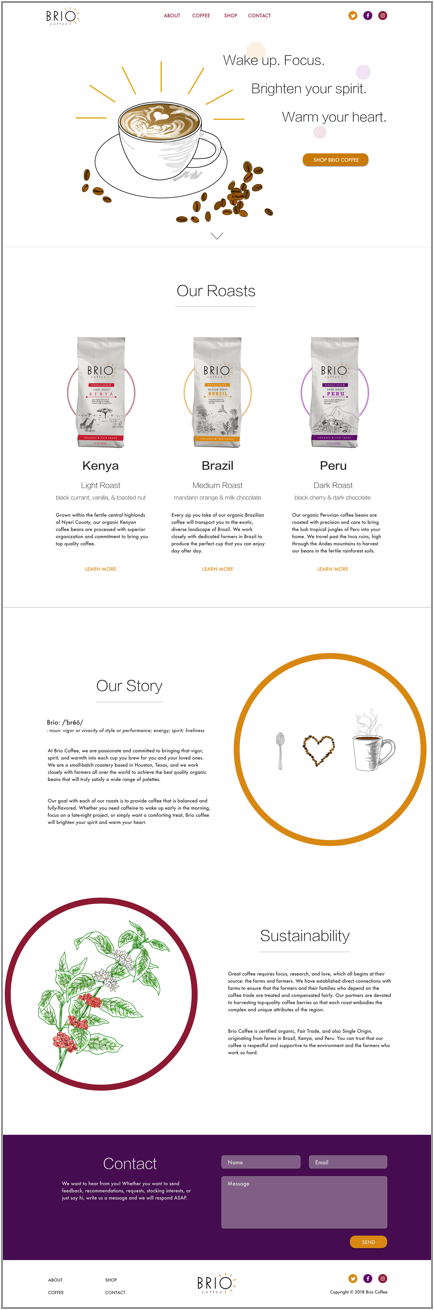 BRIO
coffee
ABOUT COFFEE SHOP CONTACT
Wake up. Focus.
Brighten your spirit.
Warm your heart.
SHOP BRIO COFFEE
Our Roasts
BRIO
coffee
LIGHT ROAST
KENYA
ORGANIC & FAIR TRADE
BRIO
coffee
MEDIUM ROAST
BRAZIL
ORGANIC & FAIR TRADE
BRIO
coffee
DARK ROAST
PERU
ORGANIC & FAIR TRADE
Kenya
Light Roast
black currant, vanilla, & toasted nut
Grown within the fertile central highlands
of Nyeri County, our organic Kenyan
coffee beans are processed with superior
organization and commitment to bring you
top quality coffee.
LEARN MORE
Brazil
Medium Roast
mandarin orange & milk chocolate
Every sip you take of our organic Brazilian
coffee will transport you to the exotic,
diverse landscape of Brazil. We work
closely with dedicated farmers in Brazil to
produce the perfect cup that you can enjoy
day after day.
LEARN MORE
Peru
Dark Roast
black cherry & dark chocolate
Our organic Peruvian coffee beans are
roasted with precision and care to bring
the lush tropical jungles of Peru into your
home. We travel past the Inca ruins, high
through the Andes mountains to harvest
our beans in the fertile rainforest soils.
LEARN MORE
Our Story
Brio: /'brēō/
- noun: vigor or vivacity of style or performance; energy; spirit; liveliness
At Brio Coffee, we are passionate and committed to bringing that vigor,
spirit, and warmth into each cup you brew for you and your loved ones.
We are a small-batch roastery based in Houston, Texas, and we work
closely with farmers all over the world to achieve the best quality organic
beans that will truly satisfy a wide range of palettes.
Our goal with each of our roasts is to provide coffee that is balanced and
fully-flavored. Whether you need caffeine to wake up early in the morning,
focus on a late-night project, or simply want a comforting treat, Brio coffee
will brighten your spirit and warm your heart.
Sustainability
Great coffee requires focus, research, and love, which all begins at their
source: the farms and farmers. We have established direct connections with
farms to ensure that the farmers and their families who depend on the
coffee trade are treated and compensated fairly. Our partners are devoted
to harvesting top-quality coffee berries so that each roast embodies the
complex and unique attributes of the region.
Brio Coffee is certified organic, Fair Trade, and also Single Origin,
originating from farms in Brazil, Kenya, and Peru. You can trust that our
coffee is respectful and supportive to the environment and the farmers who
work so hard.
Contact
We want to hear from you! Whether you want to send
feedback, recommendations, requests, stocking interests, or
just say hi, write us a message and we will respond ASAP.
Name
Email
Message
SEND
ABOUT SHOP
COFFEE CONTACT
BRIO
coffee
Copyright © 2018 Brio Coffee